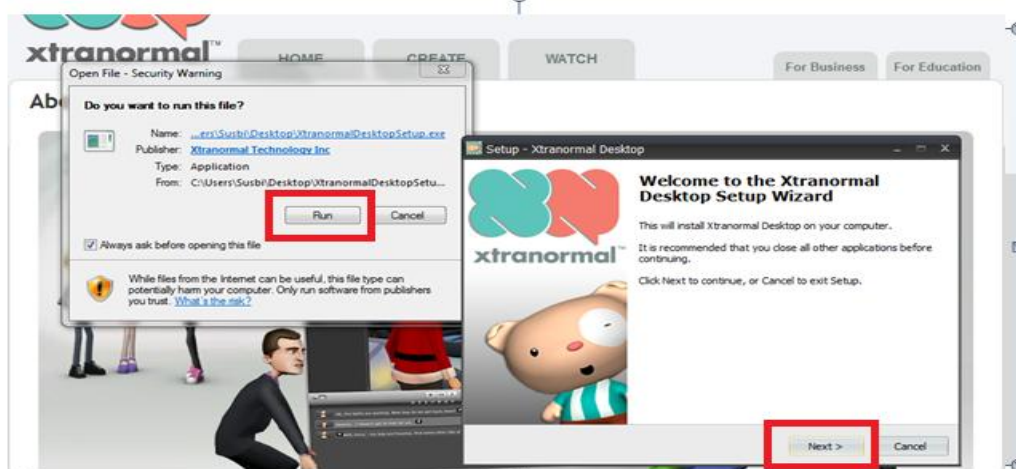 xtranormal™
HOME
CREATE
WATCH
For Business
For Education
Open File - Security Warning
Do you want to run this file?
Name: ...ers\Susbi\Desktop\XtranormalDesktopSetup.exe
Publisher: Xtranormal Technology Inc
Type: Application
From: C:\Users\Susbi\Desktop\XtranormalDesktopSetu...
Run
Cancel
Always ask before opening this file
While files from the Internet can be useful, this file type can
potentially harm your computer. Only run software from publishers
you trust. What's the risk?
Setup - Xtranormal Desktop
xtranormal™
Welcome to the Xtranormal
Desktop Setup Wizard
This will install Xtranormal Desktop on your computer.
It is recommended that you close all other applications before
continuing.
Click Next to continue, or Cancel to exit Setup.
Next >
Cancel